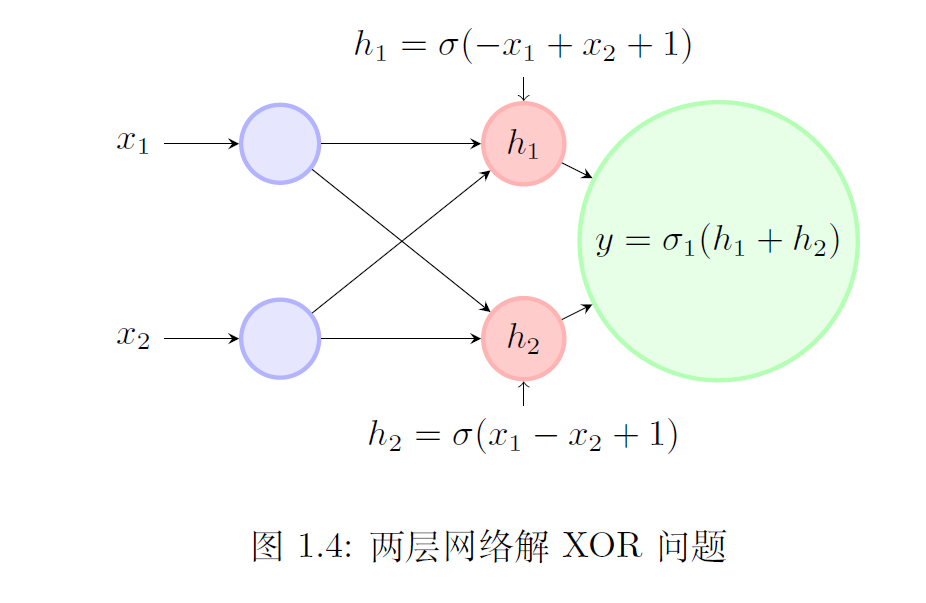 h₁ = σ(−x₁ + x₂ + 1)
x₁
h₁
y = σ₁(h₁ + h₂)
x₂
h₂
h₂ = σ(x₁ − x₂ + 1)
图 1.4: 两层网络解 XOR 问题